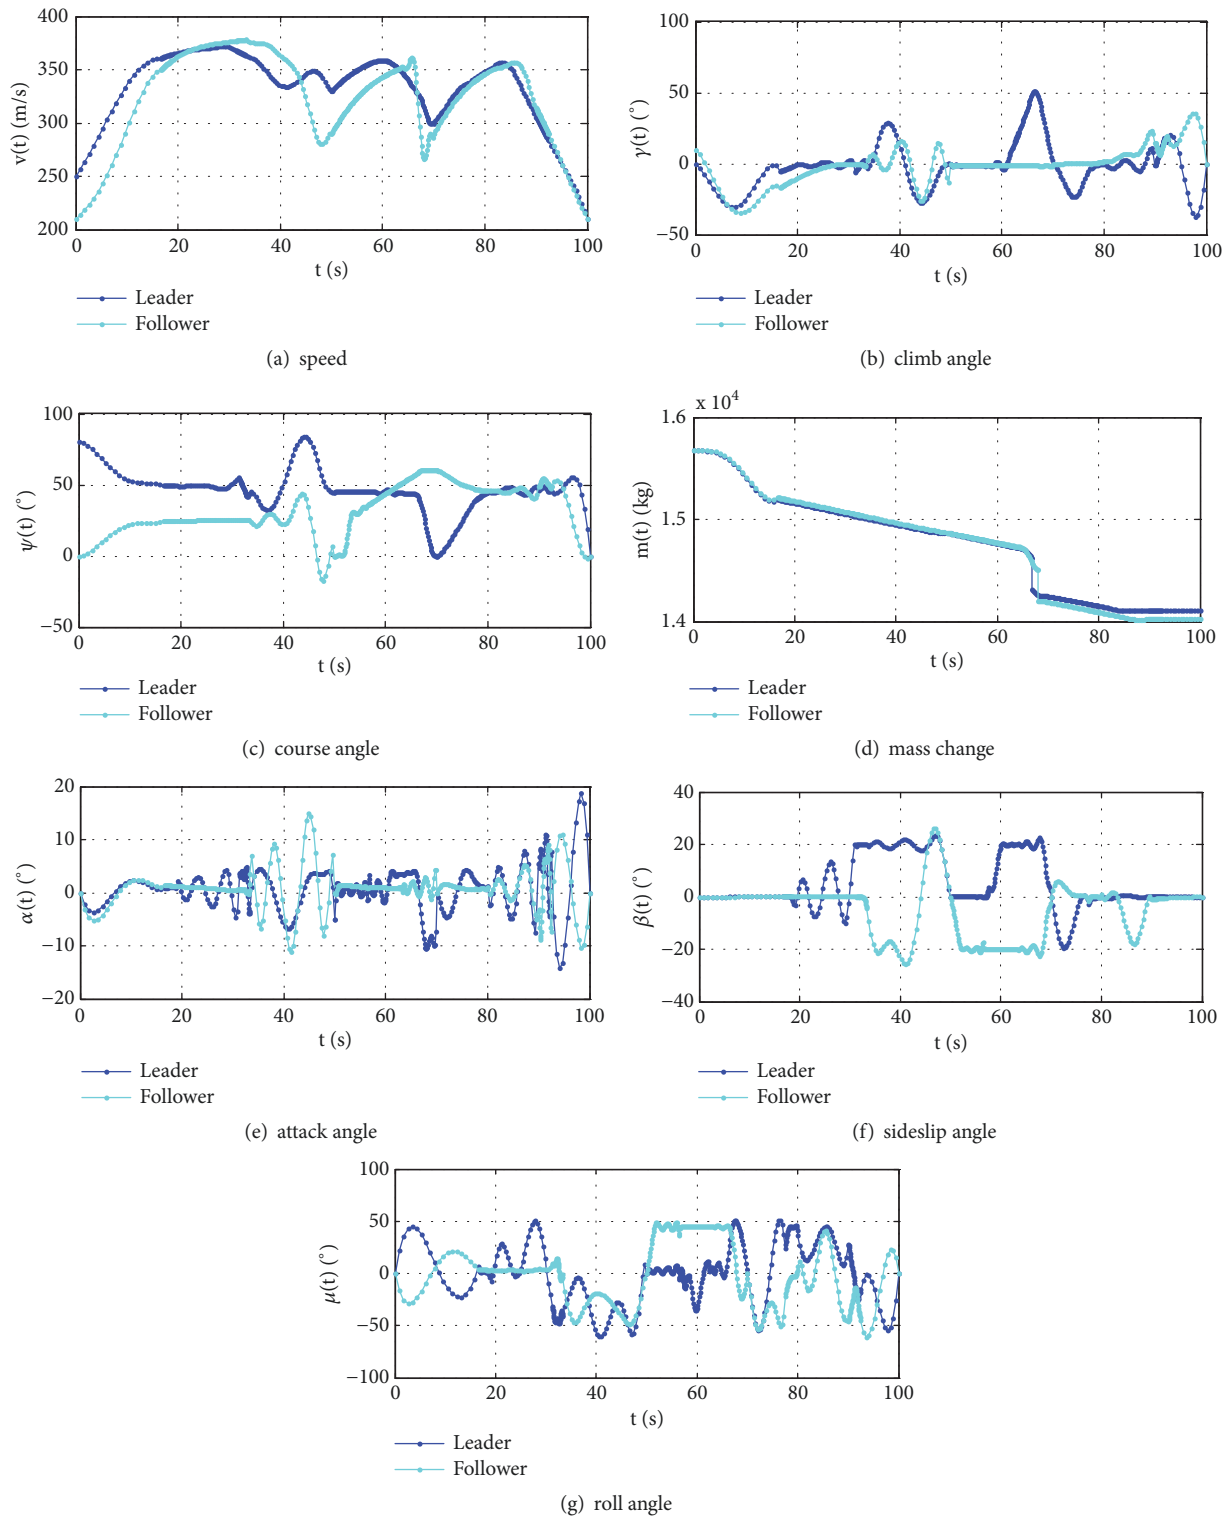 400
350
300
250
200
v(t) (m/s)
0 20 40 60 80 100
t (s)
Leader
Follower
(a) speed
100
50
0
−50
γ(t) (°)
0 20 40 60 80 100
t (s)
Leader
Follower
(b) climb angle
100
50
0
−50
ψ(t) (°)
0 20 40 60 80 100
t (s)
Leader
Follower
(c) course angle
x 10⁴
1.6
1.5
1.4
m(t) (kg)
0 20 40 60 80 100
t (s)
Leader
Follower
(d) mass change
20
10
0
−10
−20
α(t) (°)
0 20 40 60 80 100
t (s)
Leader
Follower
(e) attack angle
40
20
0
−20
−40
β(t) (°)
0 20 40 60 80 100
t (s)
Leader
Follower
(f) sideslip angle
100
50
0
−50
−100
μ(t) (°)
0 20 40 60 80 100
t (s)
Leader
Follower
(g) roll angle